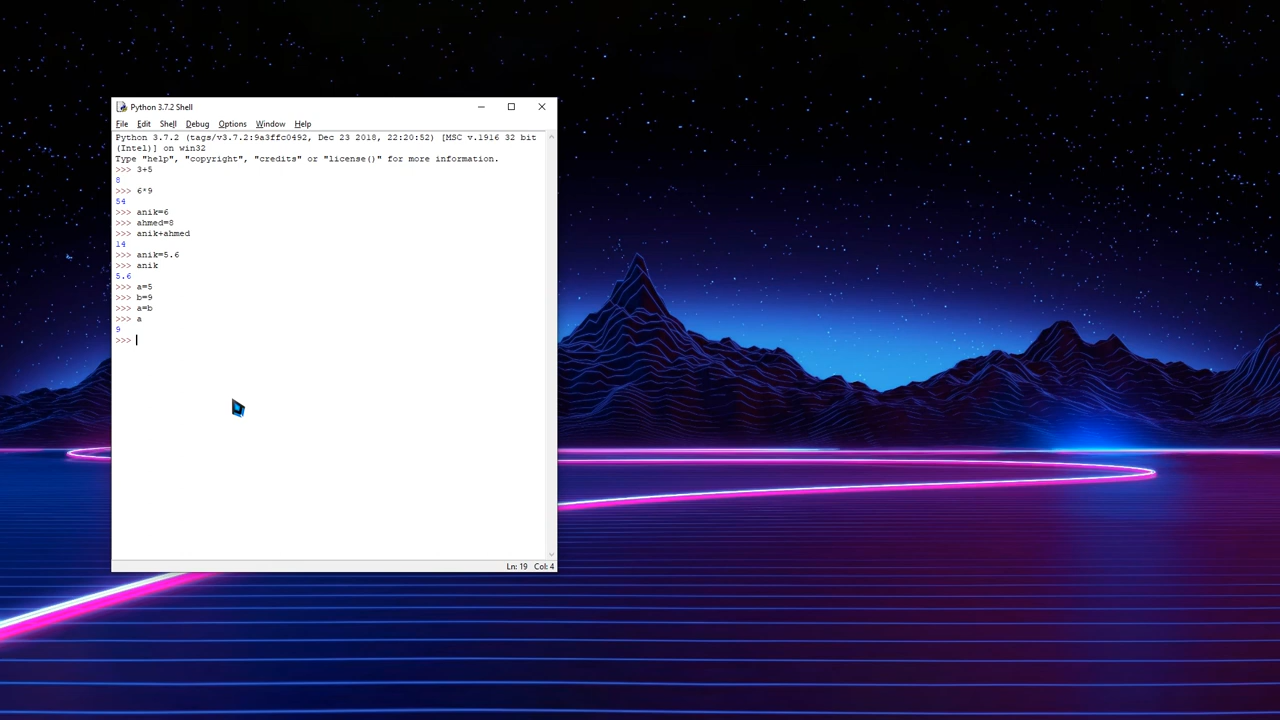 Python 3.7.2 Shell
File Edit Shell Debug Options Window Help
Python 3.7.2 (tags/v3.7.2:9a3ffc0492, Dec 23 2018, 22:20:52) [MSC v.1916 32 bit
(Intel)] on win32
Type "help", "copyright", "credits" or "license()" for more information.
>>> 3+5
8
>>> 6*9
54
>>> anik=6
>>> ahmed=8
>>> anik+ahmed
14
>>> anik=5.6
>>> anik
5.6
>>> a=5
>>> b=9
>>> a=b
>>> a
9
>>>
Ln: 19 Col: 4